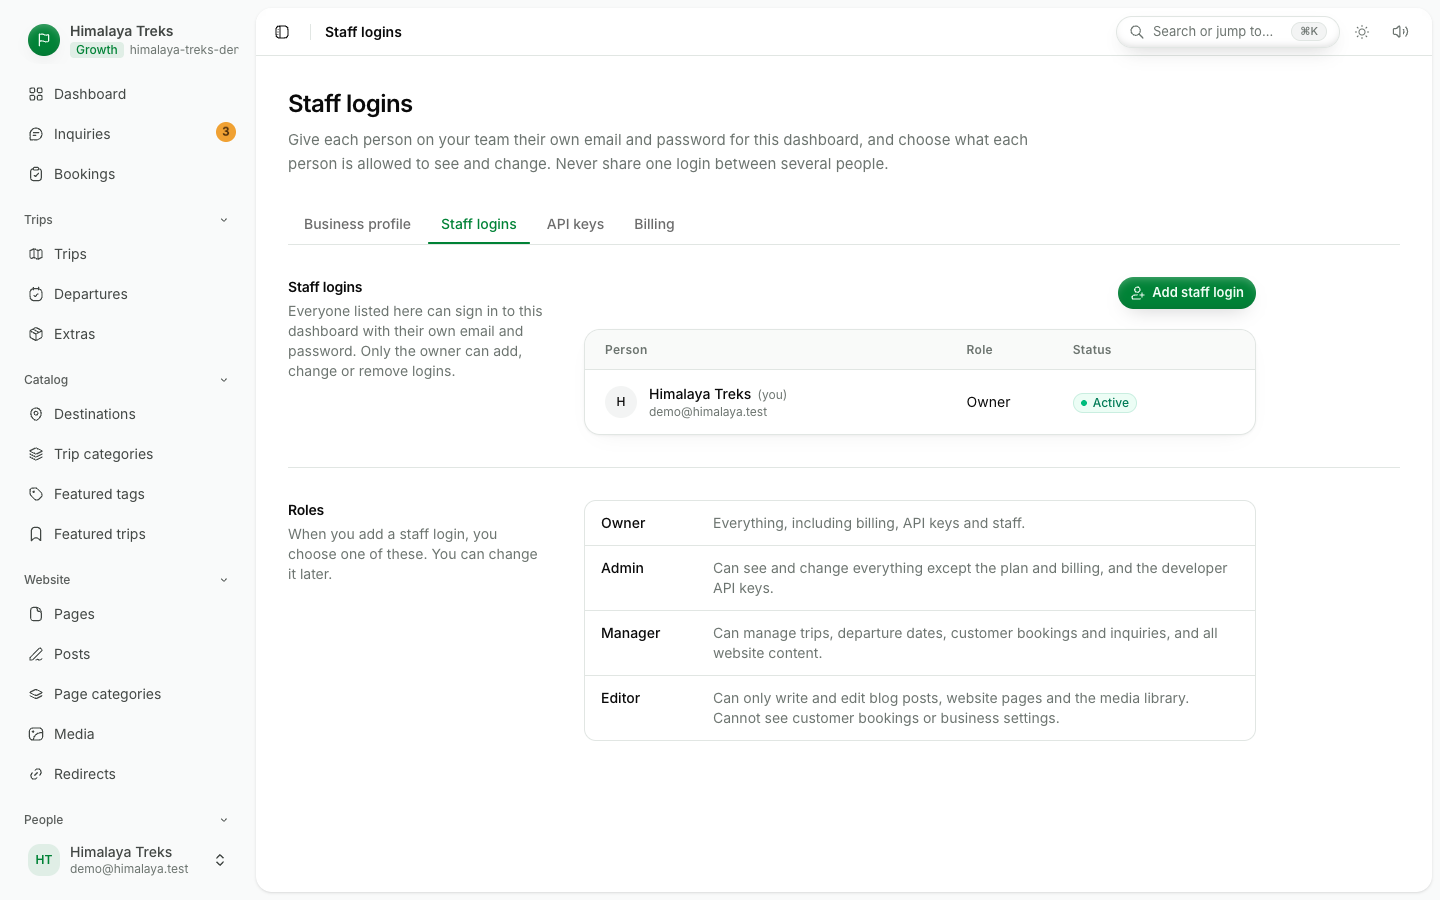 Himalaya Treks
Growth himalaya-treks-der
Dashboard
Inquiries 3
Bookings
Trips
Trips
Departures
Extras
Catalog
Destinations
Trip categories
Featured tags
Featured trips
Website
Pages
Posts
Page categories
Media
Redirects
People
HT
Himalaya Treks
demo@himalaya.test
Staff logins
Search or jump to...
⌘K
Staff logins
Give each person on your team their own email and password for this dashboard, and choose what each
person is allowed to see and change. Never share one login between several people.
Business profile Staff logins API keys Billing
Staff logins
Everyone listed here can sign in to this
dashboard with their own email and
password. Only the owner can add,
change or remove logins.
Add staff login
Person Role Status
H
Himalaya Treks (you)
demo@himalaya.test
Owner
Active
Roles
When you add a staff login, you
choose one of these. You can change
it later.
Owner Everything, including billing, API keys and staff.
Admin Can see and change everything except the plan and billing, and the developer
API keys.
Manager Can manage trips, departure dates, customer bookings and inquiries, and all
website content.
Editor Can only write and edit blog posts, website pages and the media library.
Cannot see customer bookings or business settings.